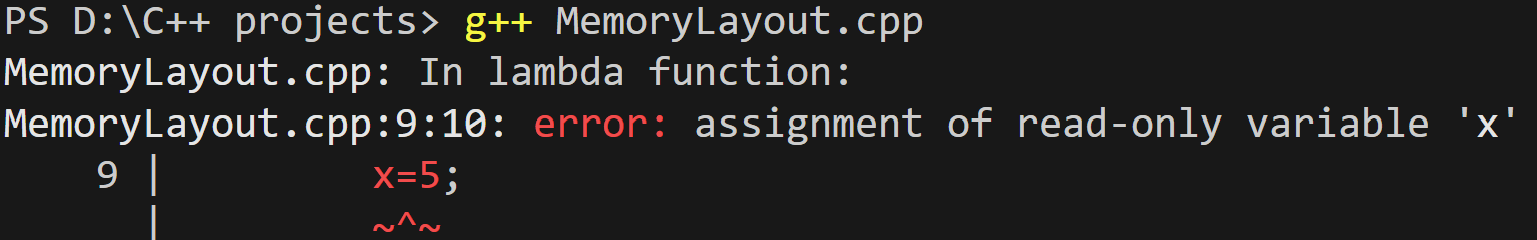 PS D:\C++ projects> g++ MemoryLayout.cpp
MemoryLayout.cpp: In lambda function:
MemoryLayout.cpp:9:10: error: assignment of read-only variable 'x'
    9 |         x=5;
      |         ~^~